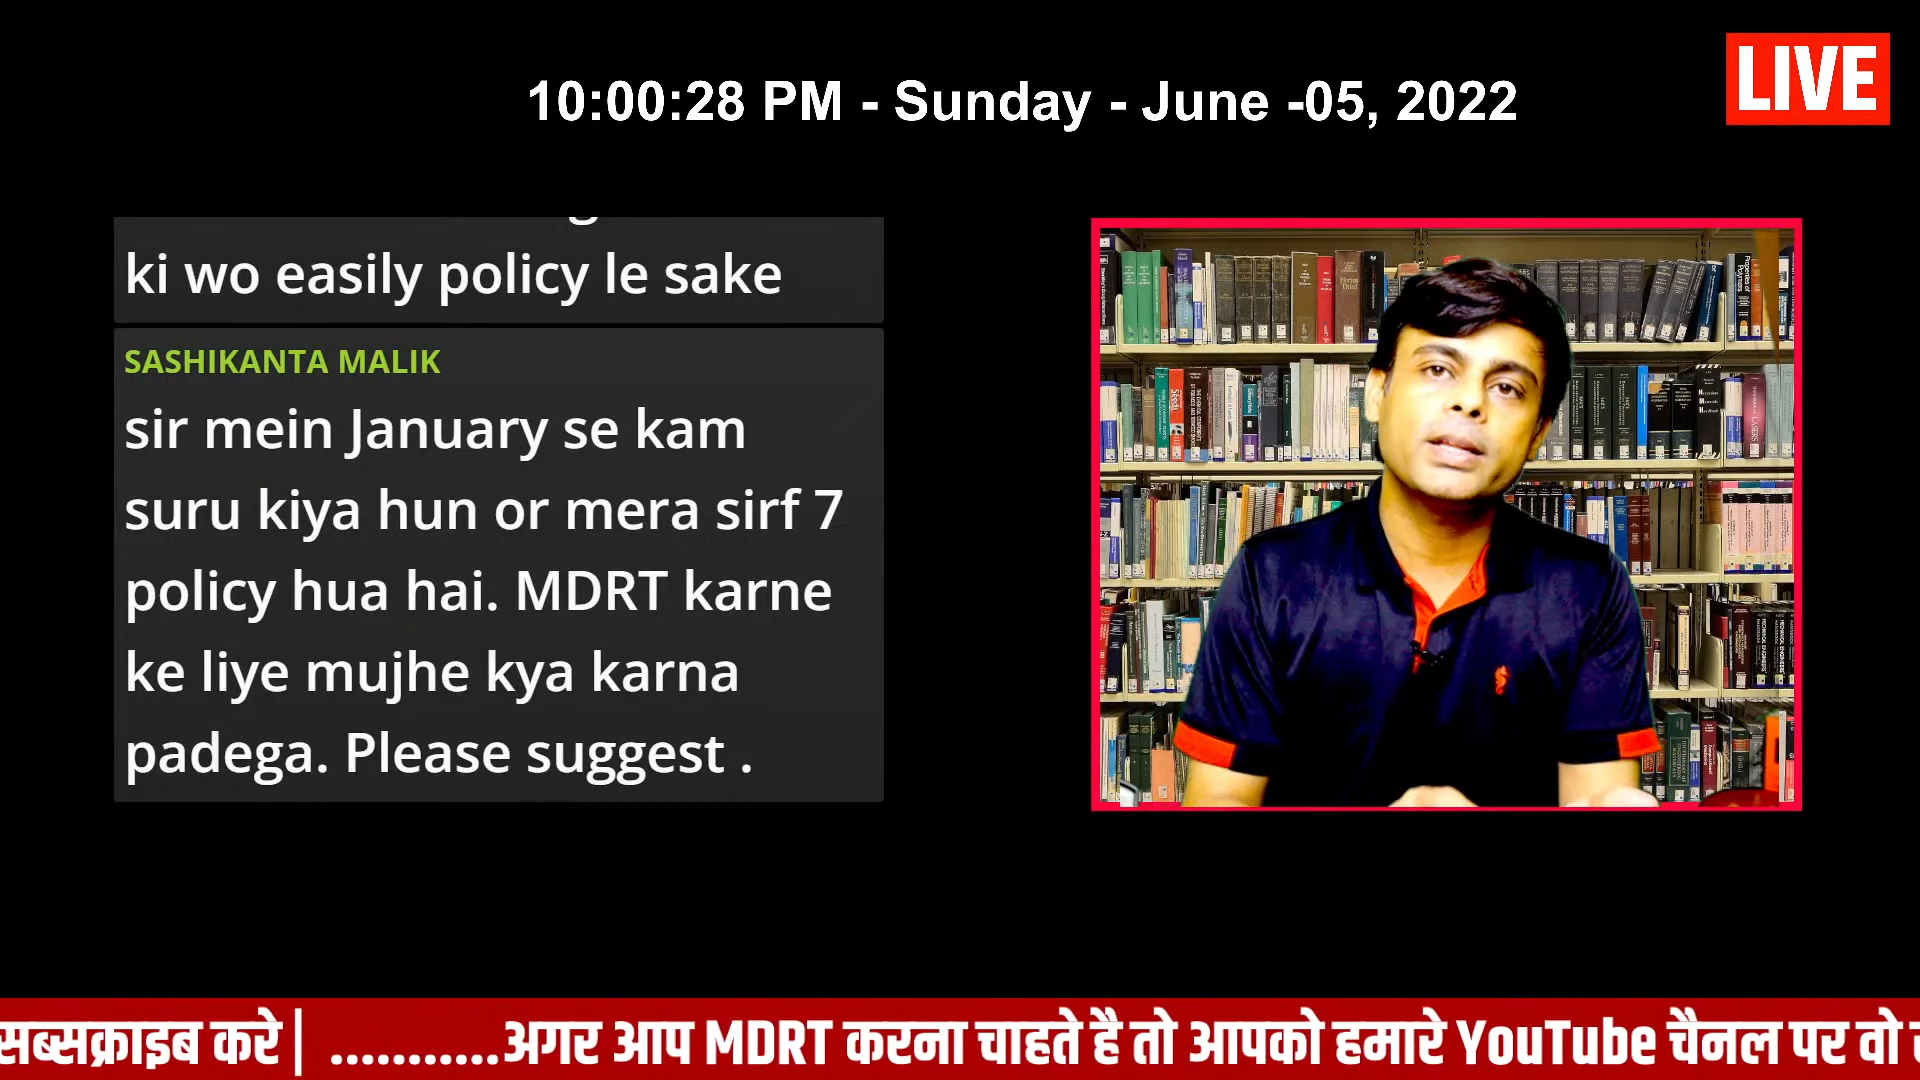 10:00:28 PM - Sunday - June -05, 2022
LIVE
ki wo easily policy le sake
SASHIKANTA MALIK
sir mein January se kam
suru kiya hun or mera sirf 7
policy hua hai. MDRT karne
ke liye mujhe kya karna
padega. Please suggest .
सब्सक्राइब करे| ...........अगर आप MDRT करना चाहते है तो आपको हमारे YouTube चैनल पर वो